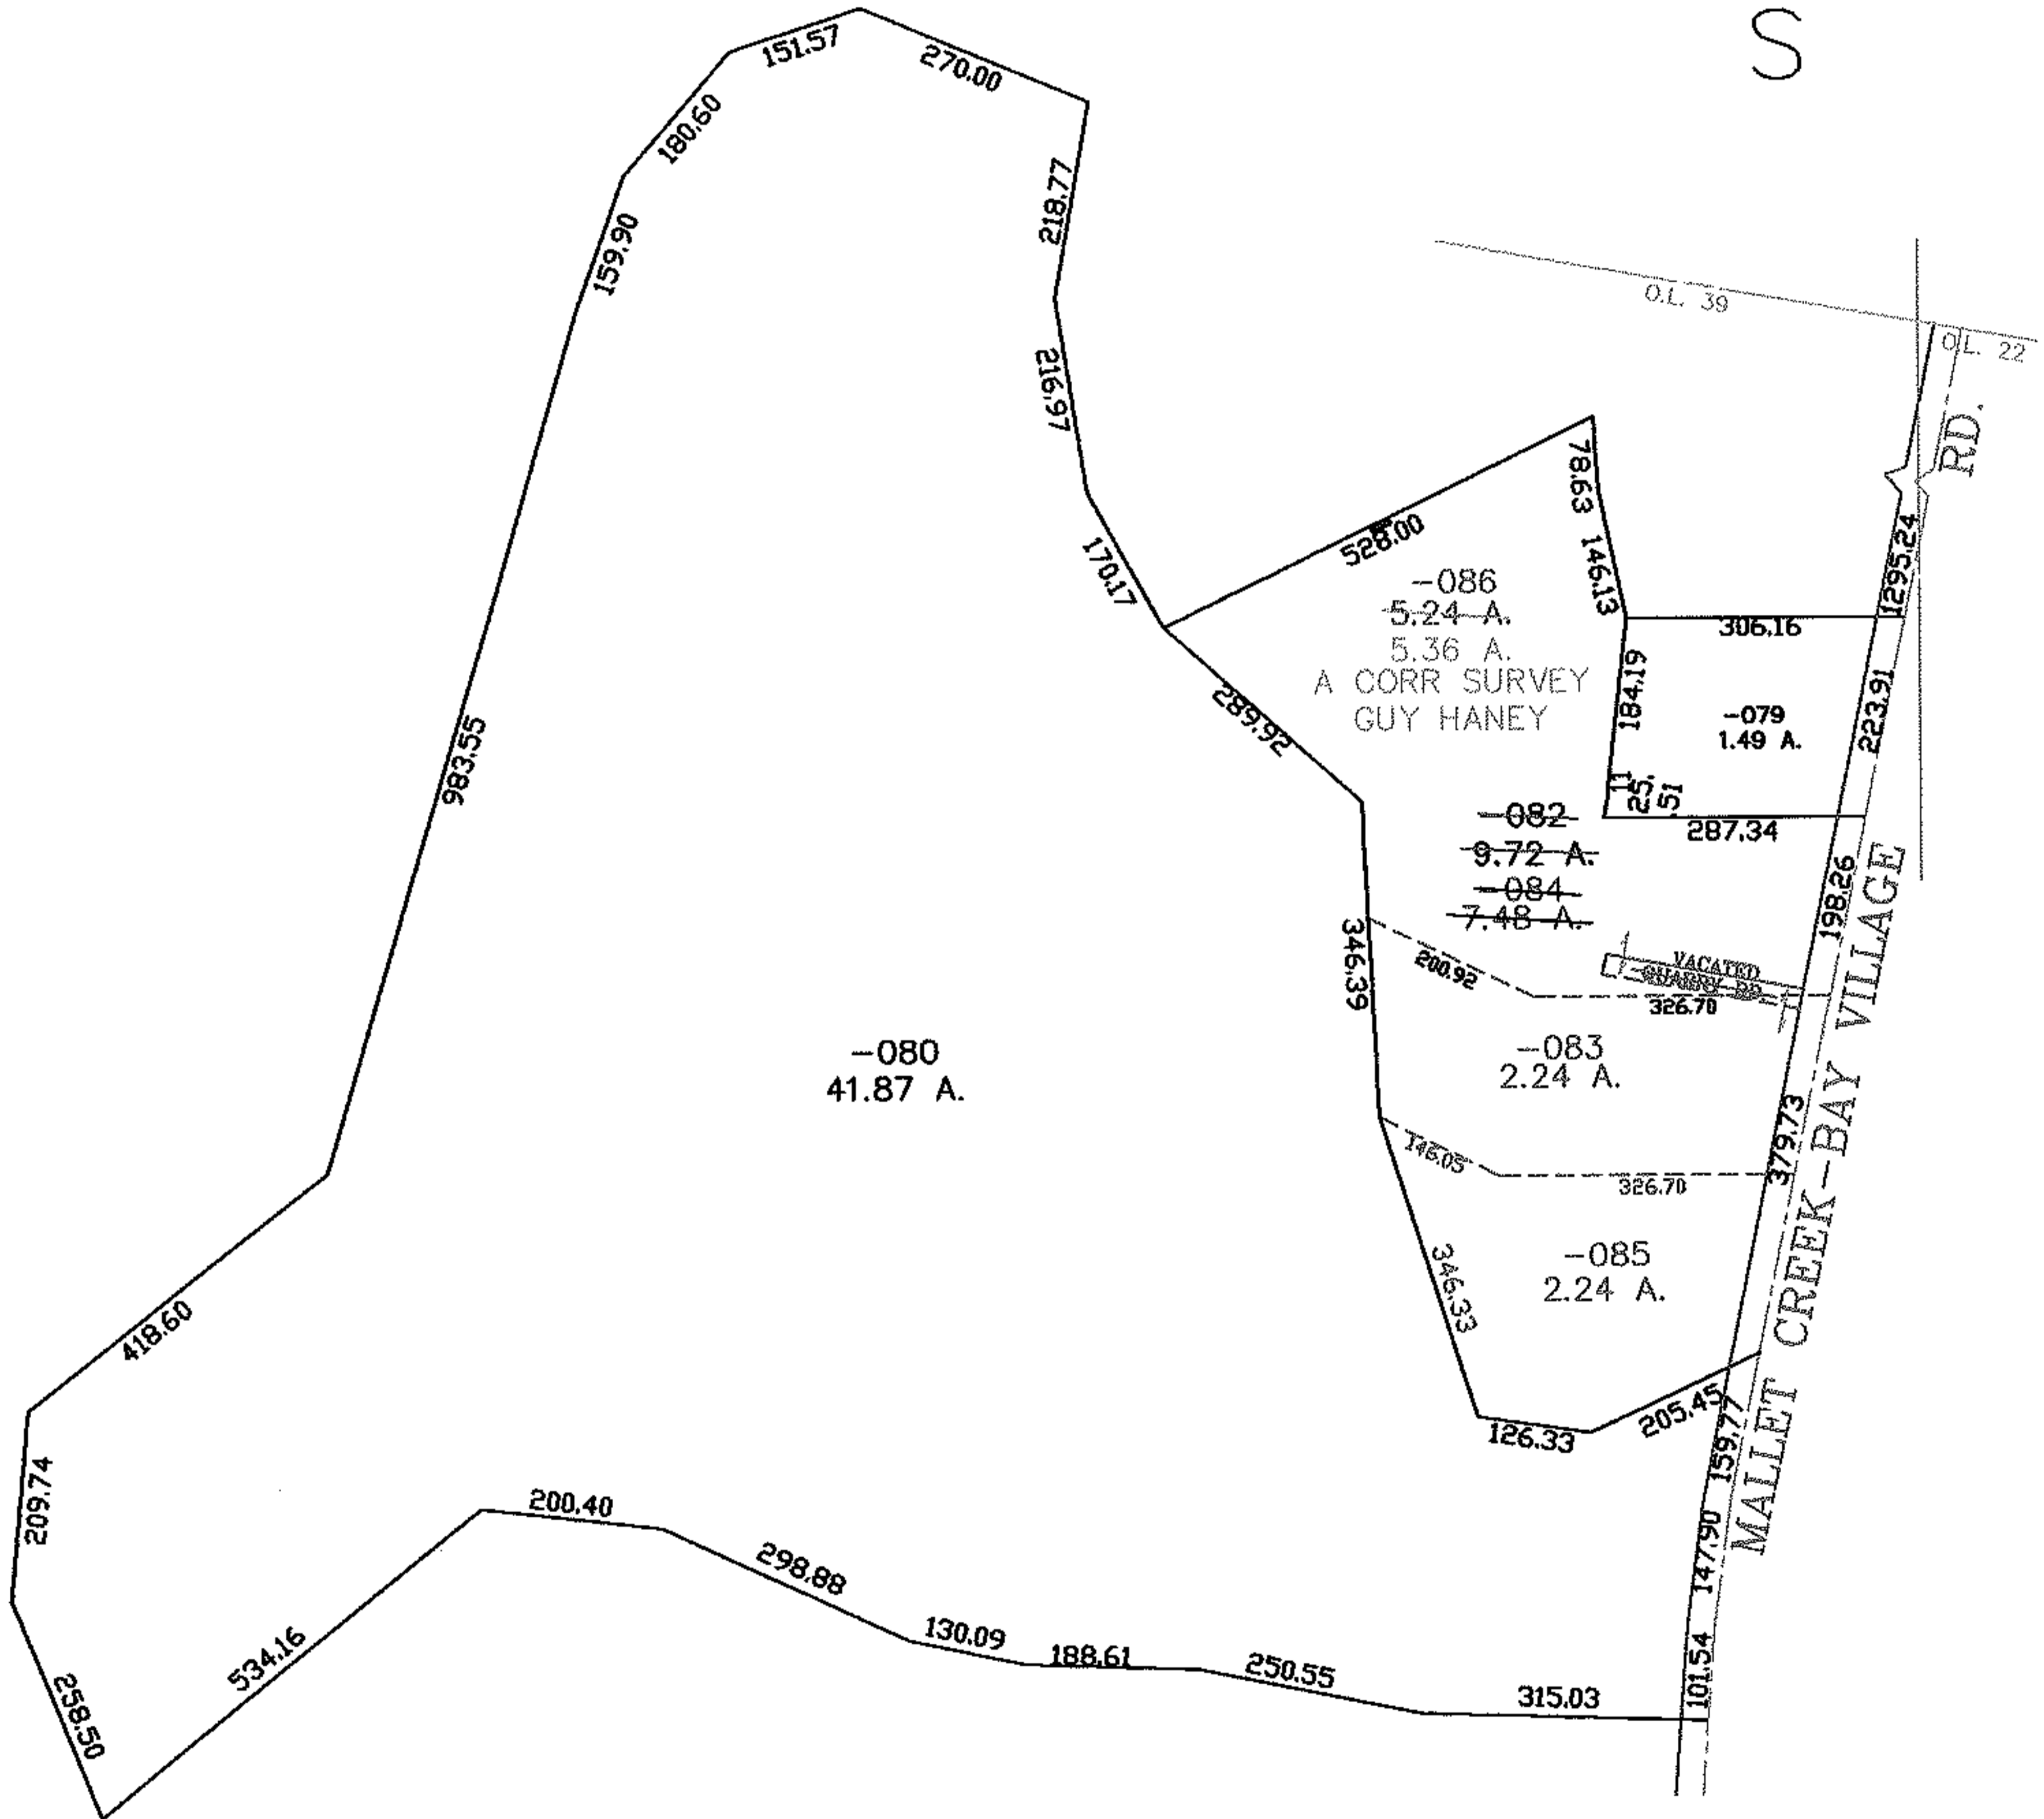 S
151.57
270.00
180.60
218.77
159.90
O.L. 39
O.L. 22
RD.
216.97
78.63
528.00
146.13
1295.24
170.17
-086
5.24 A.
5.36 A.
A CORR SURVEY
GUY HANEY
306.16
184.19
223.91
-079
1.49 A.
289.92
983.55
11
25.
.51
287.34
-082
9.72 A.
-084
7.48 A.
198.26
346.39
200.92
VACATED
QUARRY RD.
326.70
-083
2.24 A.
-080
41.87 A.
379.73
146.05
326.70
MALLET CREEK-BAY VILLAGE
-085
2.24 A.
346.33
418.60
205.45
126.33
159.77
209.74
200.40
147.90
298.88
130.09
188.61
250.55
315.03
101.54
534.16
258.50